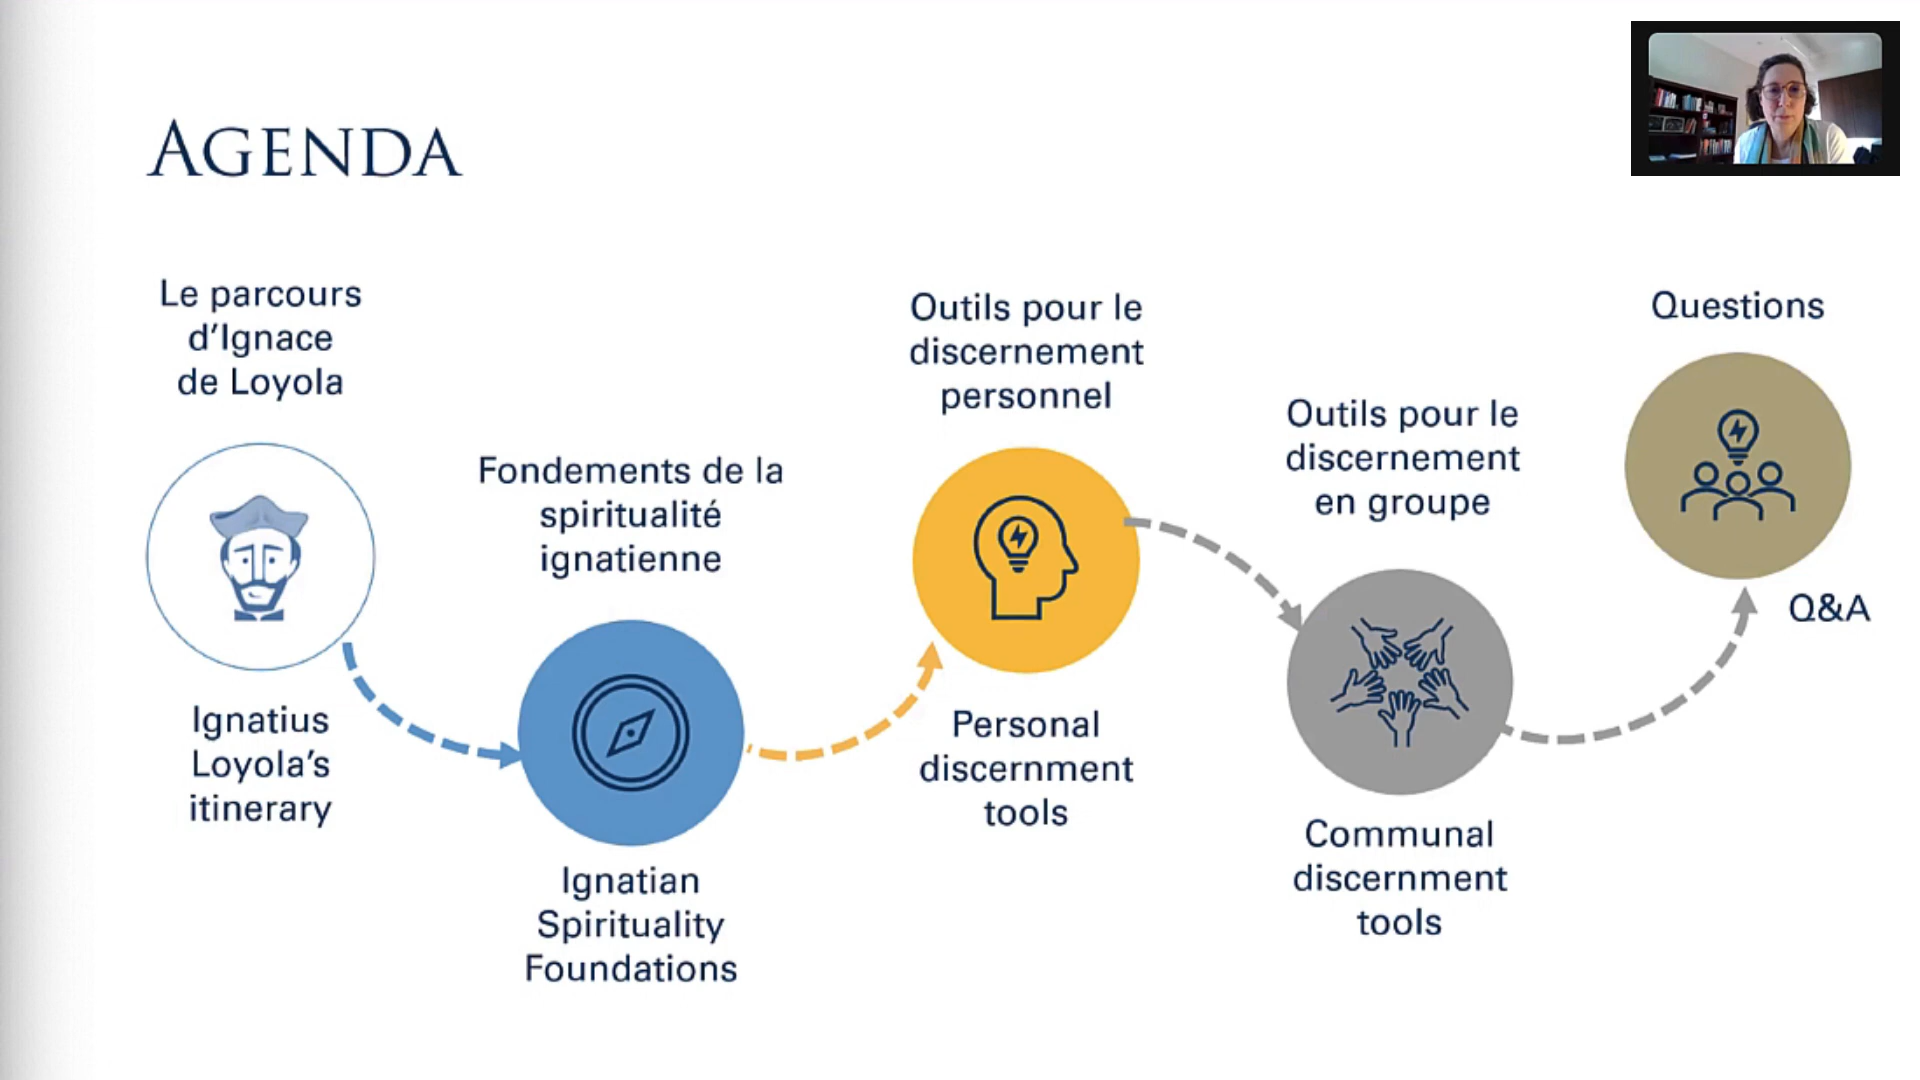 AGENDA
Le parcours
d’Ignace
de Loyola
Ignatius
Loyola’s
itinerary
Fondements de la
spiritualité
ignatienne
Ignatian
Spirituality
Foundations
Outils pour le
discernement
personnel
Personal
discernment
tools
Outils pour le
discernement
en groupe
Communal
discernment
tools
Questions
Q&A